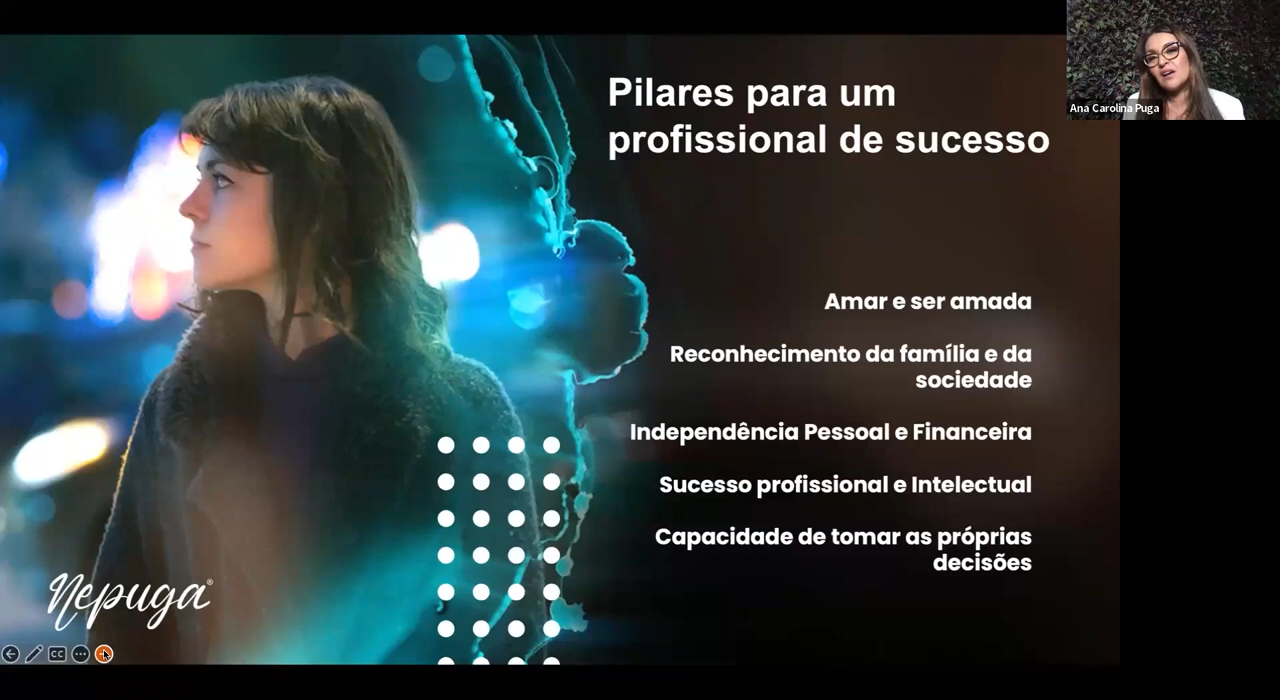 Ana Carolina Puga
Pilares para um
profissional de sucesso
Amar e ser amada
Reconhecimento da família e da
sociedade
Independência Pessoal e Financeira
Sucesso profissional e Intelectual
Capacidade de tomar as próprias
decisões
Nepuga®
CC